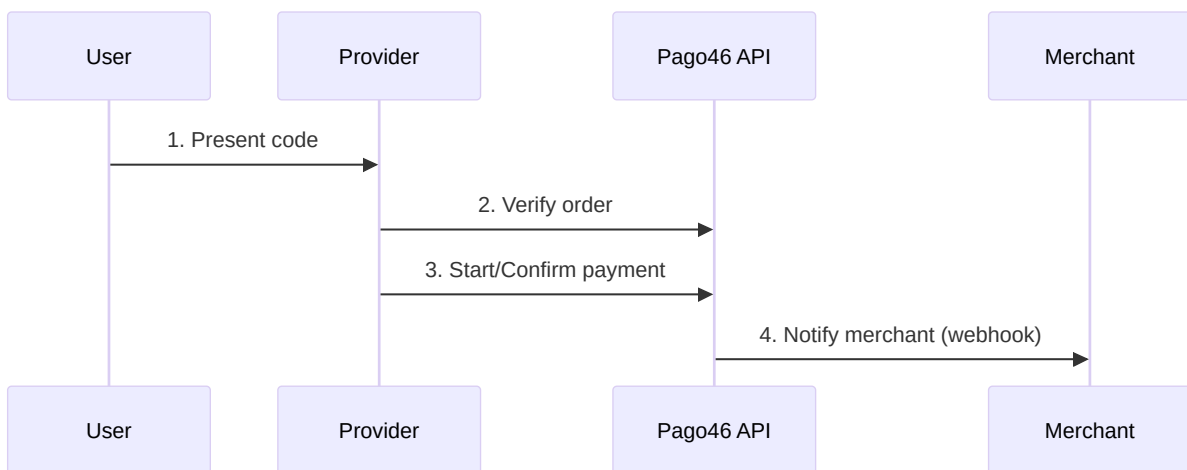 User
Provider
Pago46 API
Merchant
1. Present code
2. Verify order
3. Start/Confirm payment
4. Notify merchant (webhook)
User
Provider
Pago46 API
Merchant